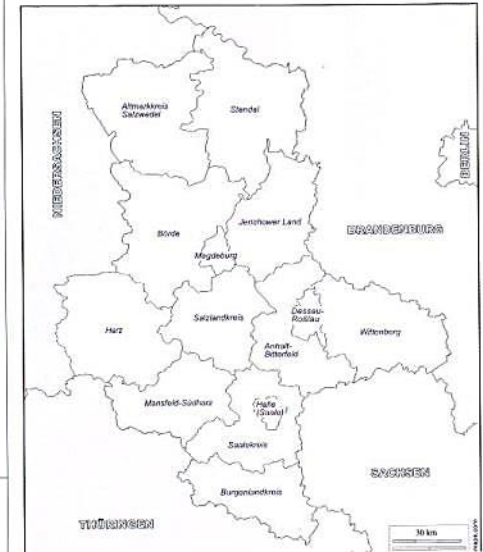 Altmarkkreis
Salzwedel
Stendal
NIEDERSACHSEN
BERLIN
Börde
Jerichower Land
BRANDENBURG
Magdeburg
Harz
Salzlandkreis
Dessau-
Roßlau
Wittenberg
Anhalt-
Bitterfeld
Mansfeld-Südharz
Halle
(Saale)
Saalekreis
SACHSEN
Burgenlandkreis
THÜRINGEN
30 km